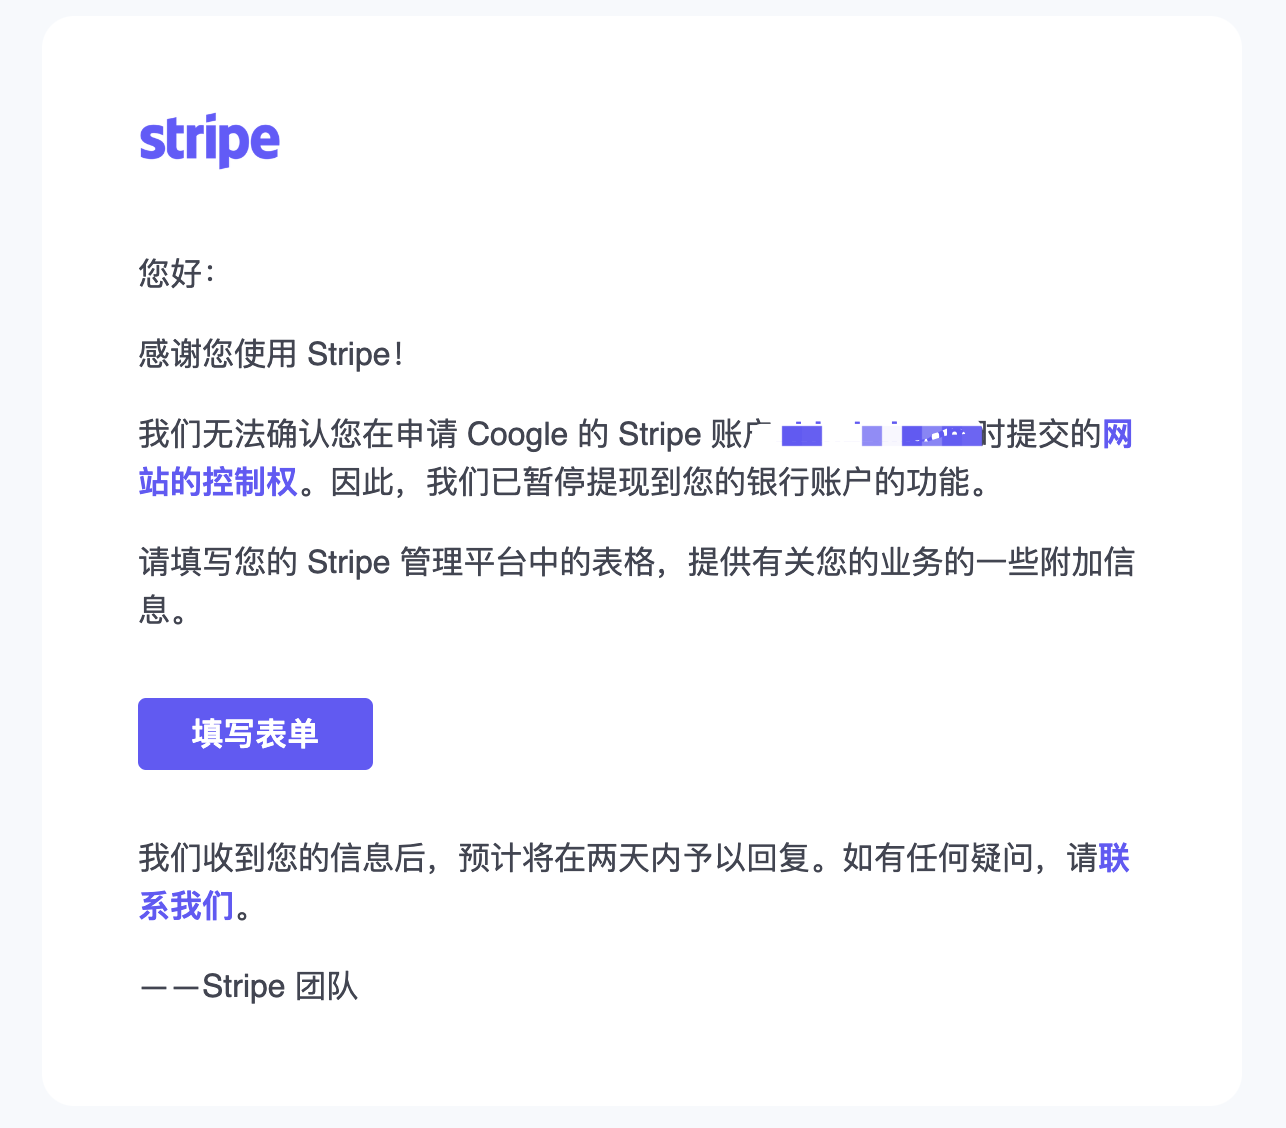 stripe
您好：
感谢您使用 Stripe！
我们无法确认您在申请 Coogle 的 Stripe 账户 时提交的网
站的控制权。因此，我们已暂停提现到您的银行账户的功能。
请填写您的 Stripe 管理平台中的表格，提供有关您的业务的一些附加信
息。
填写表单
我们收到您的信息后，预计将在两天内予以回复。如有任何疑问，请联
系我们。
——Stripe 团队